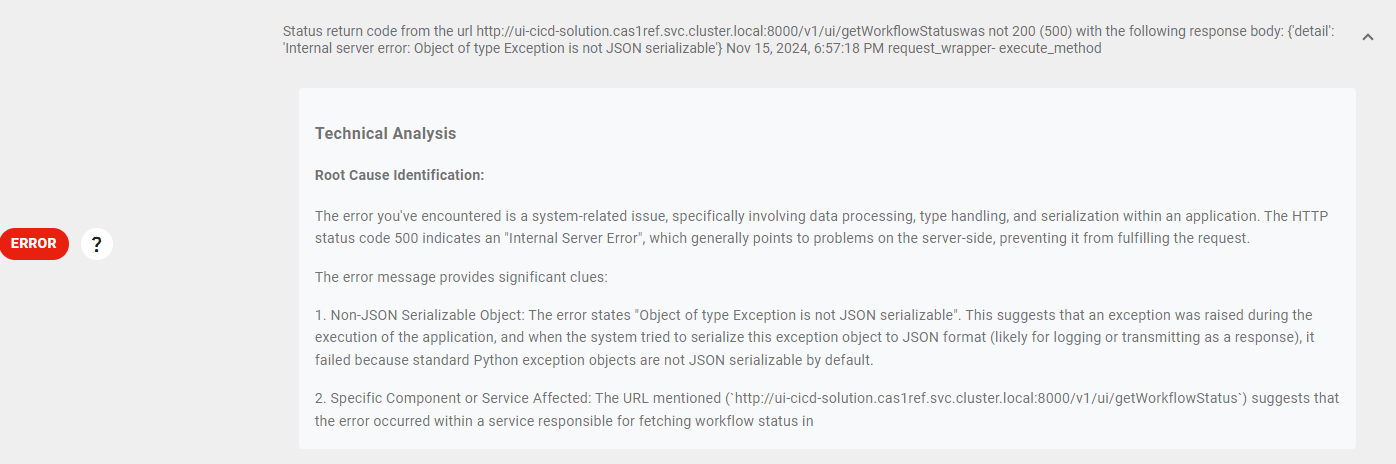 Status return code from the url http://ui-cicd-solution.cas1ref.svc.cluster.local:8000/v1/ui/getWorkflowStatuswas not 200 (500) with the following response body: {'detail':
'Internal server error: Object of type Exception is not JSON serializable'} Nov 15, 2024, 6:57:18 PM request_wrapper- execute_method
Technical Analysis
Root Cause Identification:
The error you've encountered is a system-related issue, specifically involving data processing, type handling, and serialization within an application. The HTTP
status code 500 indicates an "Internal Server Error", which generally points to problems on the server-side, preventing it from fulfilling the request.
ERROR ?
The error message provides significant clues:
1. Non-JSON Serializable Object: The error states "Object of type Exception is not JSON serializable". This suggests that an exception was raised during the
execution of the application, and when the system tried to serialize this exception object to JSON format (likely for logging or transmitting as a response), it
failed because standard Python exception objects are not JSON serializable by default.
2. Specific Component or Service Affected: The URL mentioned (`http://ui-cicd-solution.cas1ref.svc.cluster.local:8000/v1/ui/getWorkflowStatus`) suggests that
the error occurred within a service responsible for fetching workflow status in